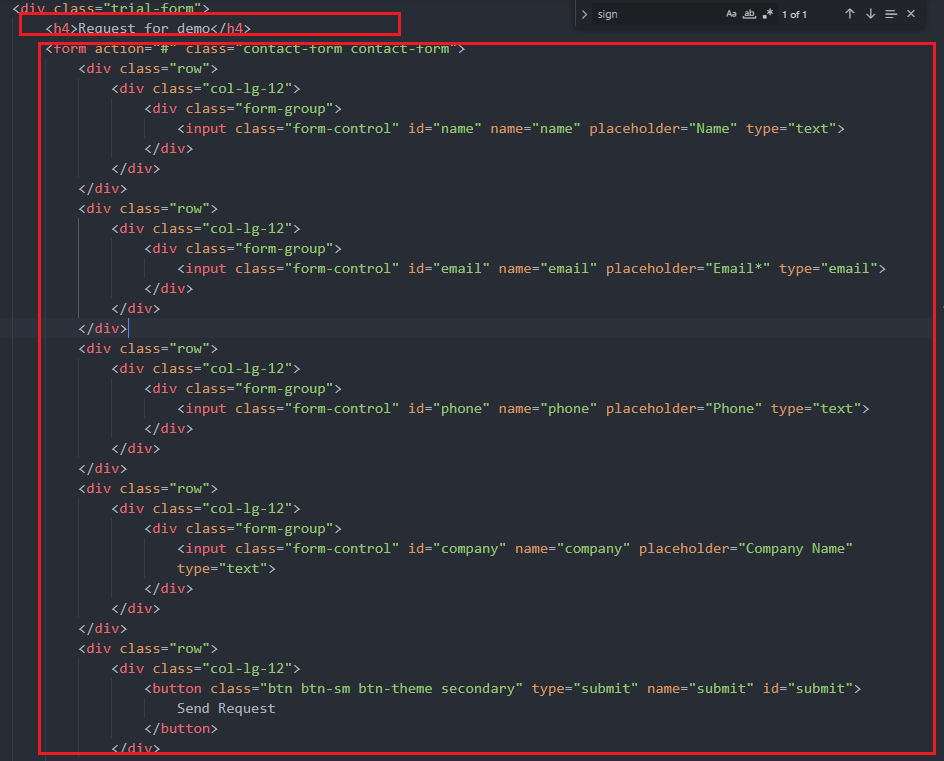 <div class="trial-form">
sign Aa ab .* 1 of 1
<h4>Request for demo</h4>
<form action="#" class="contact-form contact-form">
<div class="row">
<div class="col-lg-12">
<div class="form-group">
<input class="form-control" id="name" name="name" placeholder="Name" type="text">
</div>
</div>
</div>
<div class="row">
<div class="col-lg-12">
<div class="form-group">
<input class="form-control" id="email" name="email" placeholder="Email*" type="email">
</div>
</div>
</div>
<div class="row">
<div class="col-lg-12">
<div class="form-group">
<input class="form-control" id="phone" name="phone" placeholder="Phone" type="text">
</div>
</div>
</div>
<div class="row">
<div class="col-lg-12">
<div class="form-group">
<input class="form-control" id="company" name="company" placeholder="Company Name"
type="text">
</div>
</div>
</div>
<div class="row">
<div class="col-lg-12">
<button class="btn btn-sm btn-theme secondary" type="submit" name="submit" id="submit">
Send Request
</button>
</div>